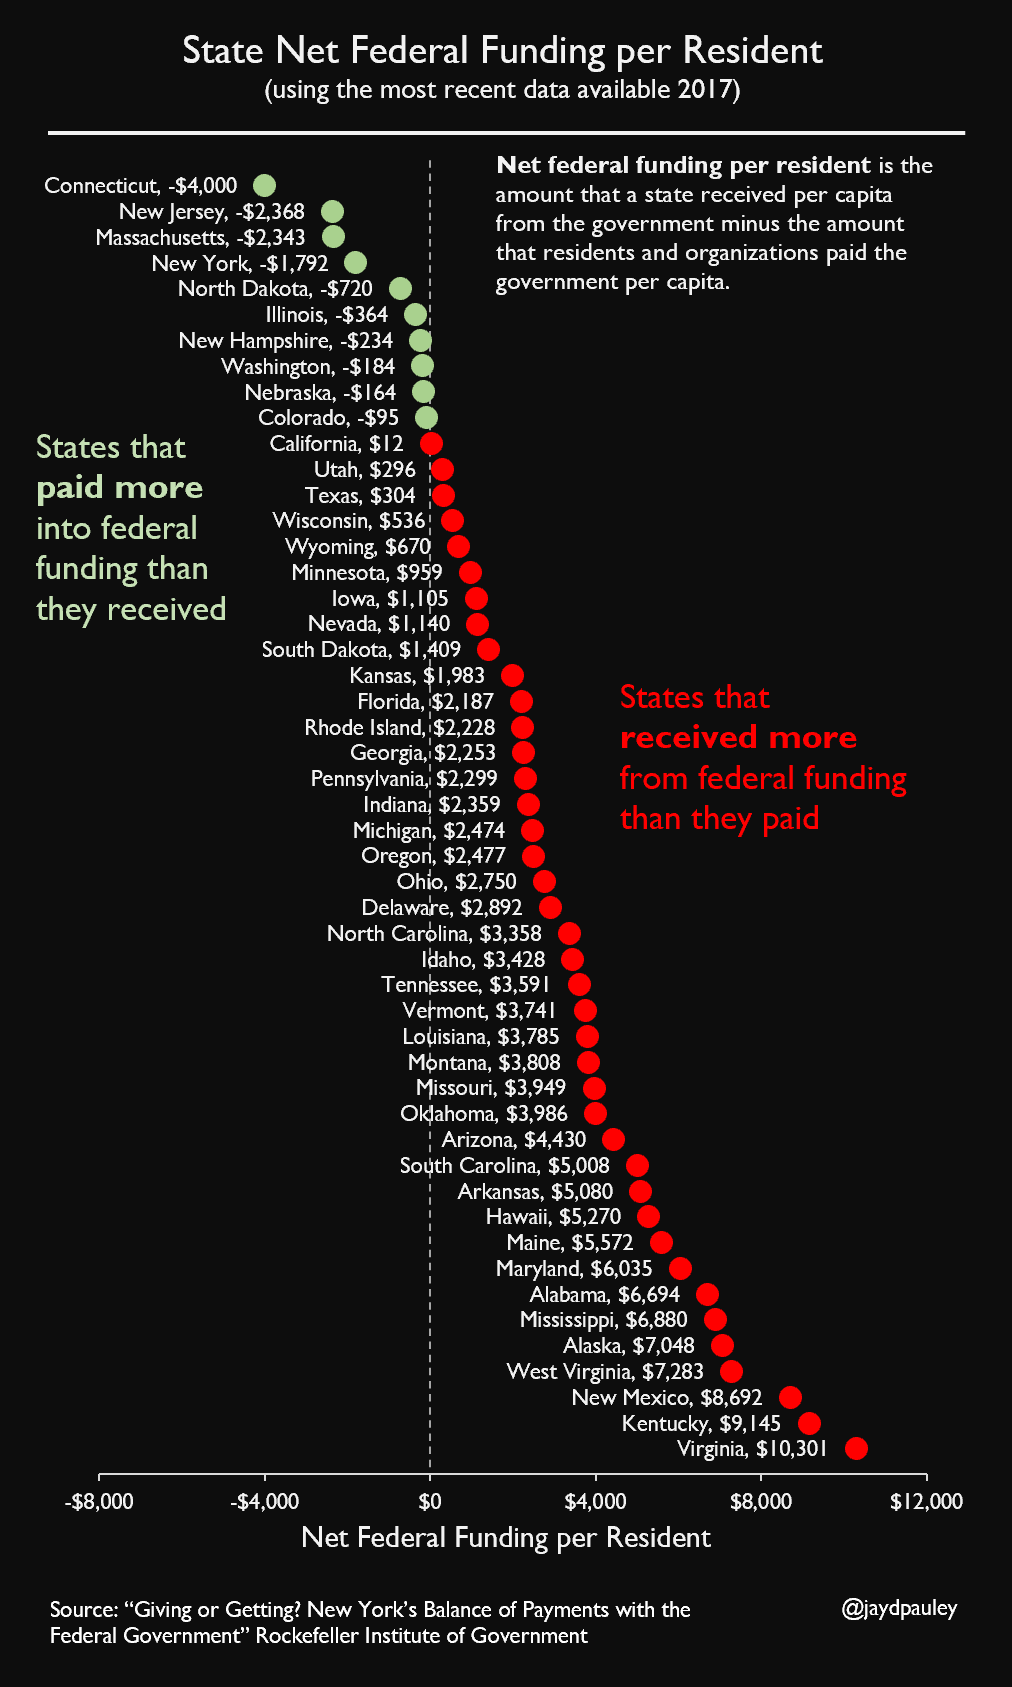 State Net Federal Funding per Resident
(using the most recent data available 2017)
Net federal funding per resident is the
amount that a state received per capita
from the government minus the amount
that residents and organizations paid the
government per capita.
Connecticut, -$4,000
New Jersey, -$2,368
Massachusetts, -$2,343
New York, -$1,792
North Dakota, -$720
Illinois, -$364
New Hampshire, -$234
Washington, -$184
Nebraska, -$164
Colorado, -$95
California, $12
Utah, $296
Texas, $304
Wisconsin, $536
Wyoming, $670
Minnesota, $959
Iowa, $1,105
Nevada, $1,140
South Dakota, $1,409
Kansas, $1,983
Florida, $2,187
Rhode Island, $2,228
Georgia, $2,253
Pennsylvania, $2,299
Indiana, $2,359
Michigan, $2,474
Oregon, $2,477
Ohio, $2,750
Delaware, $2,892
North Carolina, $3,358
Idaho, $3,428
Tennessee, $3,591
Vermont, $3,741
Louisiana, $3,785
Montana, $3,808
Missouri, $3,949
Oklahoma, $3,986
Arizona, $4,430
South Carolina, $5,008
Arkansas, $5,080
Hawaii, $5,270
Maine, $5,572
Maryland, $6,035
Alabama, $6,694
Mississippi, $6,880
Alaska, $7,048
West Virginia, $7,283
New Mexico, $8,692
Kentucky, $9,145
Virginia, $10,301
States that
paid more
into federal
funding than
they received
States that
received more
from federal funding
than they paid
-$8,000 -$4,000 $0 $4,000 $8,000 $12,000
Net Federal Funding per Resident
Source: “Giving or Getting? New York’s Balance of Payments with the
Federal Government” Rockefeller Institute of Government
@jaydpauley